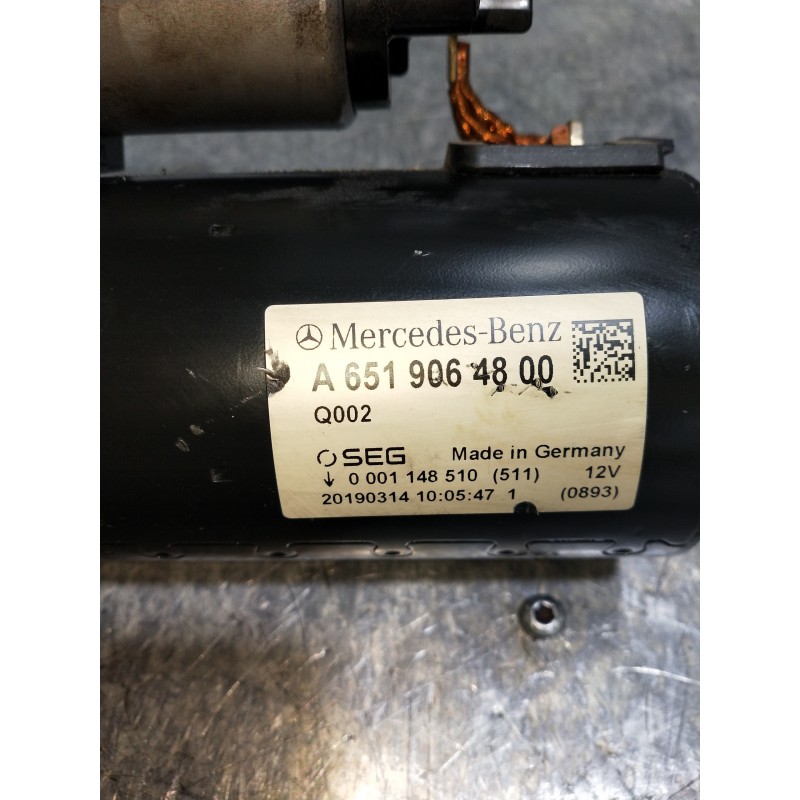 Mercedes-Benz
A 651 906 48 00
Q002
SEG Made in Germany
↓ 0 001 148 510 (511) 12V
20190314 10:05:47 1 (0893)